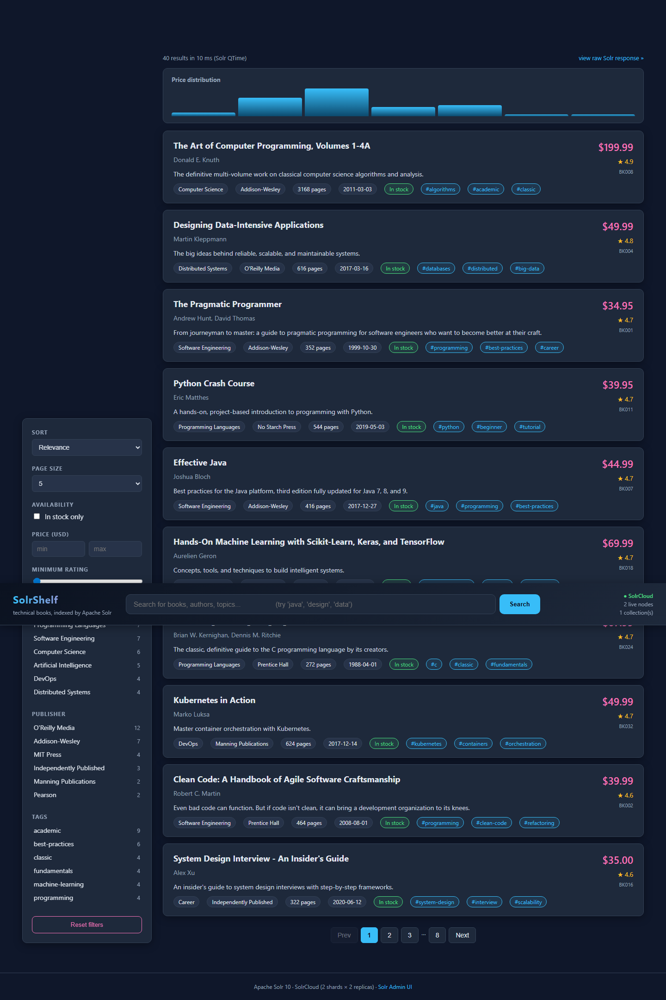 40 results in 10 ms (Solr QTime)
view raw Solr response »
Price distribution
The Art of Computer Programming, Volumes 1-4A
$199.99
Donald E. Knuth
★ 4.9
BK008
The definitive multi-volume work on classical computer science algorithms and analysis.
Computer Science Addison-Wesley 3168 pages 2011-03-03 In stock #algorithms #academic #classic
Designing Data-Intensive Applications
$49.99
Martin Kleppmann
★ 4.8
BK004
The big ideas behind reliable, scalable, and maintainable systems.
Distributed Systems O'Reilly Media 616 pages 2017-03-16 In stock #databases #distributed #big-data
The Pragmatic Programmer
$34.95
Andrew Hunt, David Thomas
★ 4.7
BK001
From journeyman to master: a guide to pragmatic programming for software engineers who want to become better at their craft.
Software Engineering Addison-Wesley 352 pages 1999-10-30 In stock #programming #best-practices #career
Python Crash Course
$39.95
Eric Matthes
★ 4.7
BK011
A hands-on, project-based introduction to programming with Python.
Programming Languages No Starch Press 544 pages 2019-05-03 In stock #python #beginner #tutorial
Effective Java
$44.99
Joshua Bloch
★ 4.7
BK007
Best practices for the Java platform, third edition fully updated for Java 7, 8, and 9.
Software Engineering Addison-Wesley 416 pages 2017-12-27 In stock #java #programming #best-practices
Hands-On Machine Learning with Scikit-Learn, Keras, and TensorFlow
$69.99
Aurelien Geron
★ 4.7
BK018
Concepts, tools, and techniques to build intelligent systems.
SORT
Relevance
PAGE SIZE
5
AVAILABILITY
In stock only
PRICE (USD)
min max
MINIMUM RATING
SolrShelf
technical books, indexed by Apache Solr
Search for books, authors, topics... (try 'java', 'design', 'data')
Search
● SolrCloud
2 live nodes
1 collection(s)
Programming Languages 7
Software Engineering 7
Computer Science 6
Artificial Intelligence 5
DevOps 4
Distributed Systems 4
PUBLISHER
O'Reilly Media 12
Addison-Wesley 7
MIT Press 4
Independently Published 3
Manning Publications 2
Pearson 2
TAGS
academic 9
best-practices 6
classic 4
fundamentals 4
machine-learning 4
programming 4
Reset filters
Brian W. Kernighan, Dennis M. Ritchie
★ 4.7
BK024
The classic, definitive guide to the C programming language by its creators.
Programming Languages Prentice Hall 272 pages 1988-04-01 In stock #c #classic #fundamentals
Kubernetes in Action
$49.99
Marko Luksa
★ 4.7
BK032
Master container orchestration with Kubernetes.
DevOps Manning Publications 624 pages 2017-12-14 In stock #kubernetes #containers #orchestration
Clean Code: A Handbook of Agile Software Craftsmanship
$39.99
Robert C. Martin
★ 4.6
BK002
Even bad code can function. But if code isn't clean, it can bring a development organization to its knees.
Software Engineering Prentice Hall 464 pages 2008-08-01 In stock #programming #clean-code #refactoring
System Design Interview - An Insider's Guide
$35.00
Alex Xu
★ 4.6
BK016
An insider's guide to system design interviews with step-by-step frameworks.
Career Independently Published 322 pages 2020-06-12 In stock #system-design #interview #scalability
Prev 1 2 3 ... 8 Next
Apache Solr 10 · SolrCloud (2 shards × 2 replicas) · Solr Admin UI